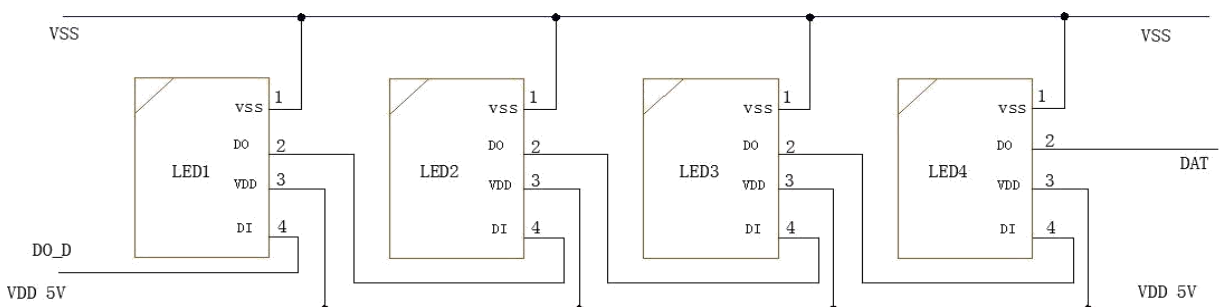 VSS
VSS
1
VSS
DO
2
LED1
VDD
3
DI
4
1
VSS
DO
2
LED2
VDD
3
DI
4
1
VSS
DO
2
LED3
VDD
3
DI
4
1
VSS
DO
2
LED4
VDD
3
DI
4
DAT
DO_D
VDD 5V
VDD 5V